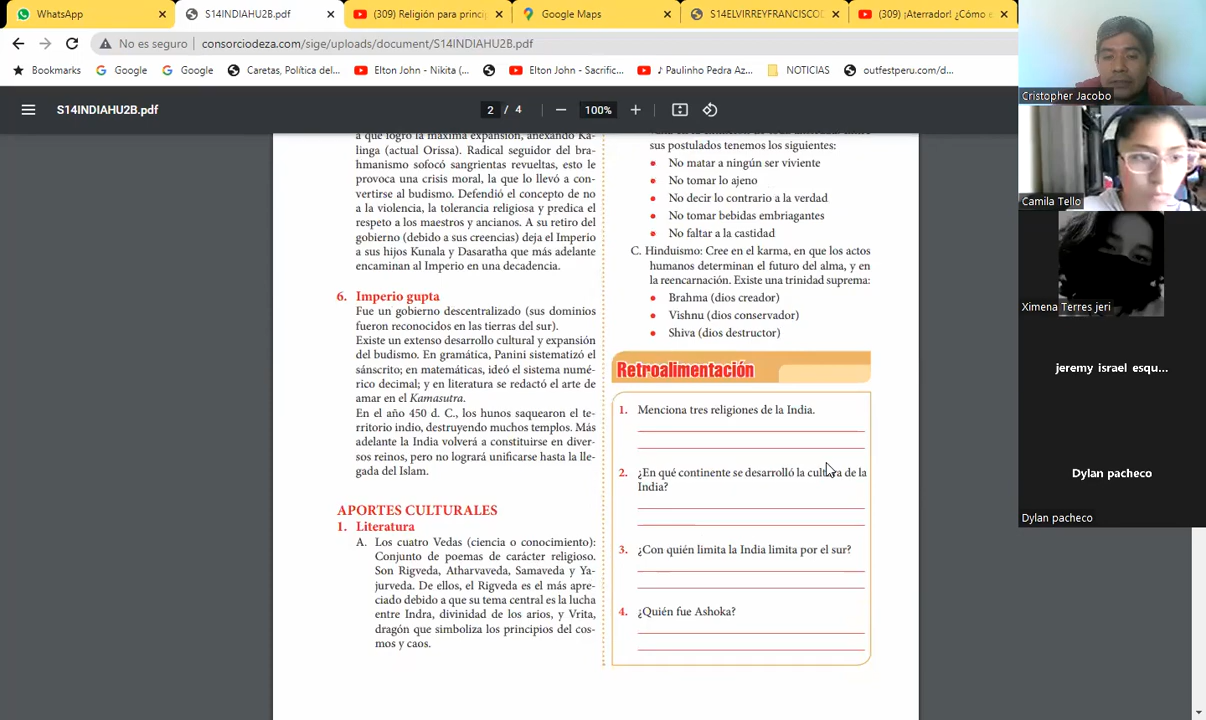 WhatsApp
S14INDIAHU2B.pdf
(309) Religión para princi
Google Maps
S14ELVIRREYFRANCISCO
(309) ¡Aterrador! ¿Cómo e
No es seguro
consorciodeza.com/sige/uploads/document/S14INDIAHU2B.pdf
Bookmarks
Google
Google
Caretas, Política del...
Elton John - Nikita (...
Elton John - Sacrific...
♪ Paulinho Pedra Az...
NOTICIAS
outfestperu.com/d...
S14INDIAHU2B.pdf
2 / 4
100%
a que logró la máxima expansión, anexando Ka-
linga (actual Orissa). Radical seguidor del bra-
hmanismo sofocó sangrientas revueltas, esto le
provoca una crisis moral, la que lo llevó a con-
vertirse al budismo. Defendió el concepto de no
a la violencia, la tolerancia religiosa y predica el
respeto a los maestros y ancianos. A su retiro del
gobierno (debido a sus creencias) deja el Imperio
a sus hijos Kunala y Dasaratha que más adelante
encaminan al Imperio en una decadencia.
6. Imperio gupta
Fue un gobierno descentralizado (sus dominios
fueron reconocidos en las tierras del sur).
Existe un extenso desarrollo cultural y expansión
del budismo. En gramática, Panini sistematizó el
sánscrito; en matemáticas, ideó el sistema numé-
rico decimal; y en literatura se redactó el arte de
amar en el Kamasutra.
En el año 450 d. C., los hunos saquearon el te-
rritorio indio, destruyendo muchos templos. Más
adelante la India volverá a constituirse en diver-
sos reinos, pero no logrará unificarse hasta la lle-
gada del Islam.
APORTES CULTURALES
1. Literatura
A. Los cuatro Vedas (ciencia o conocimiento):
Conjunto de poemas de carácter religioso.
Son Rigveda, Atharvaveda, Samaveda y Ya-
jurveda. De ellos, el Rigveda es el más apre-
ciado debido a que su tema central es la lucha
entre Indra, divinidad de los arios, y Vrita,
dragón que simboliza los principios del cos-
mos y caos.
sus postulados tenemos los siguientes:
• No matar a ningún ser viviente
• No tomar lo ajeno
• No decir lo contrario a la verdad
• No tomar bebidas embriagantes
• No faltar a la castidad
C. Hinduismo: Cree en el karma, en que los actos
humanos determinan el futuro del alma, y en
la reencarnación. Existe una trinidad suprema:
• Brahma (dios creador)
• Vishnu (dios conservador)
• Shiva (dios destructor)
Retroalimentación
1. Menciona tres religiones de la India.
2. ¿En qué continente se desarrolló la cultura de la
India?
3. ¿Con quién limita la India limita por el sur?
4. ¿Quién fue Ashoka?
Cristopher Jacobo
Camila Tello
Ximena Torres jeri
jeremy israel esqu...
Dylan pacheco
Dylan pacheco